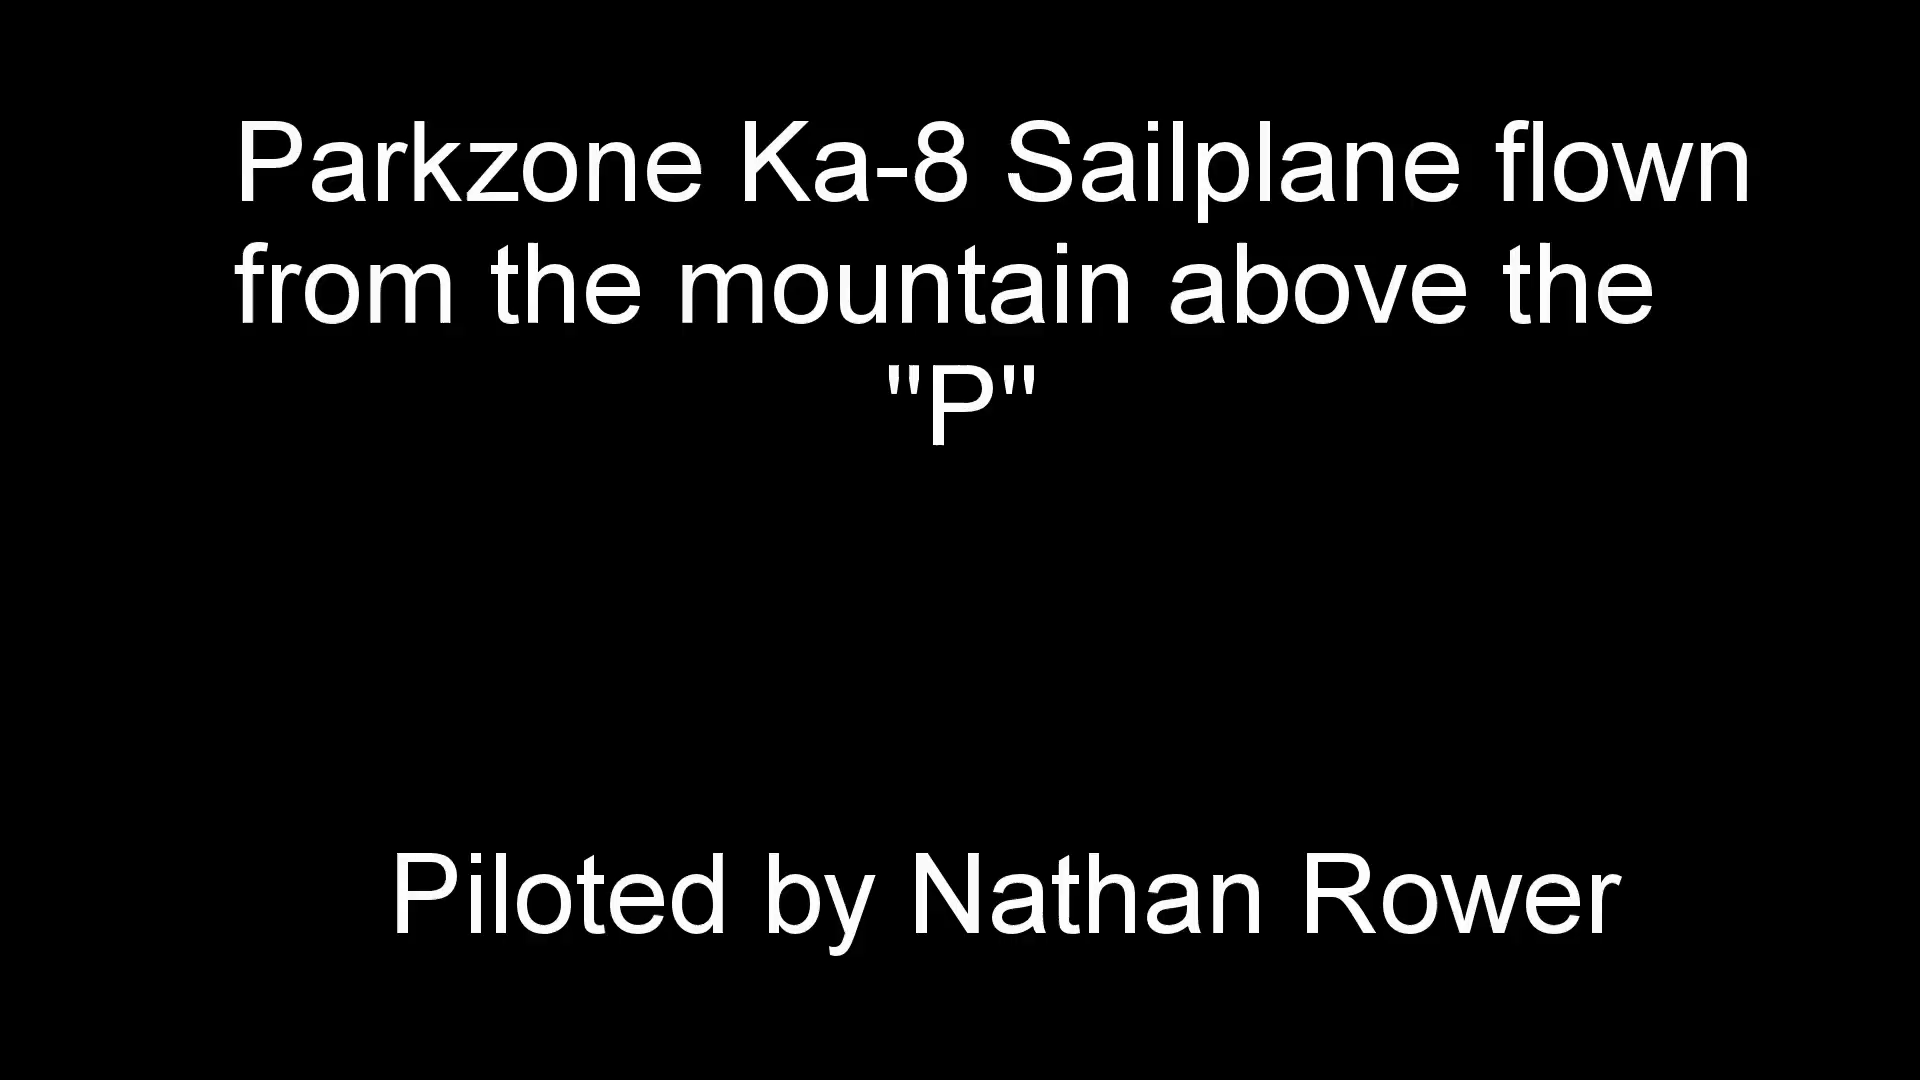 Parkzone Ka-8 Sailplane flown
from the mountain above the
"P"
Piloted by Nathan Rower